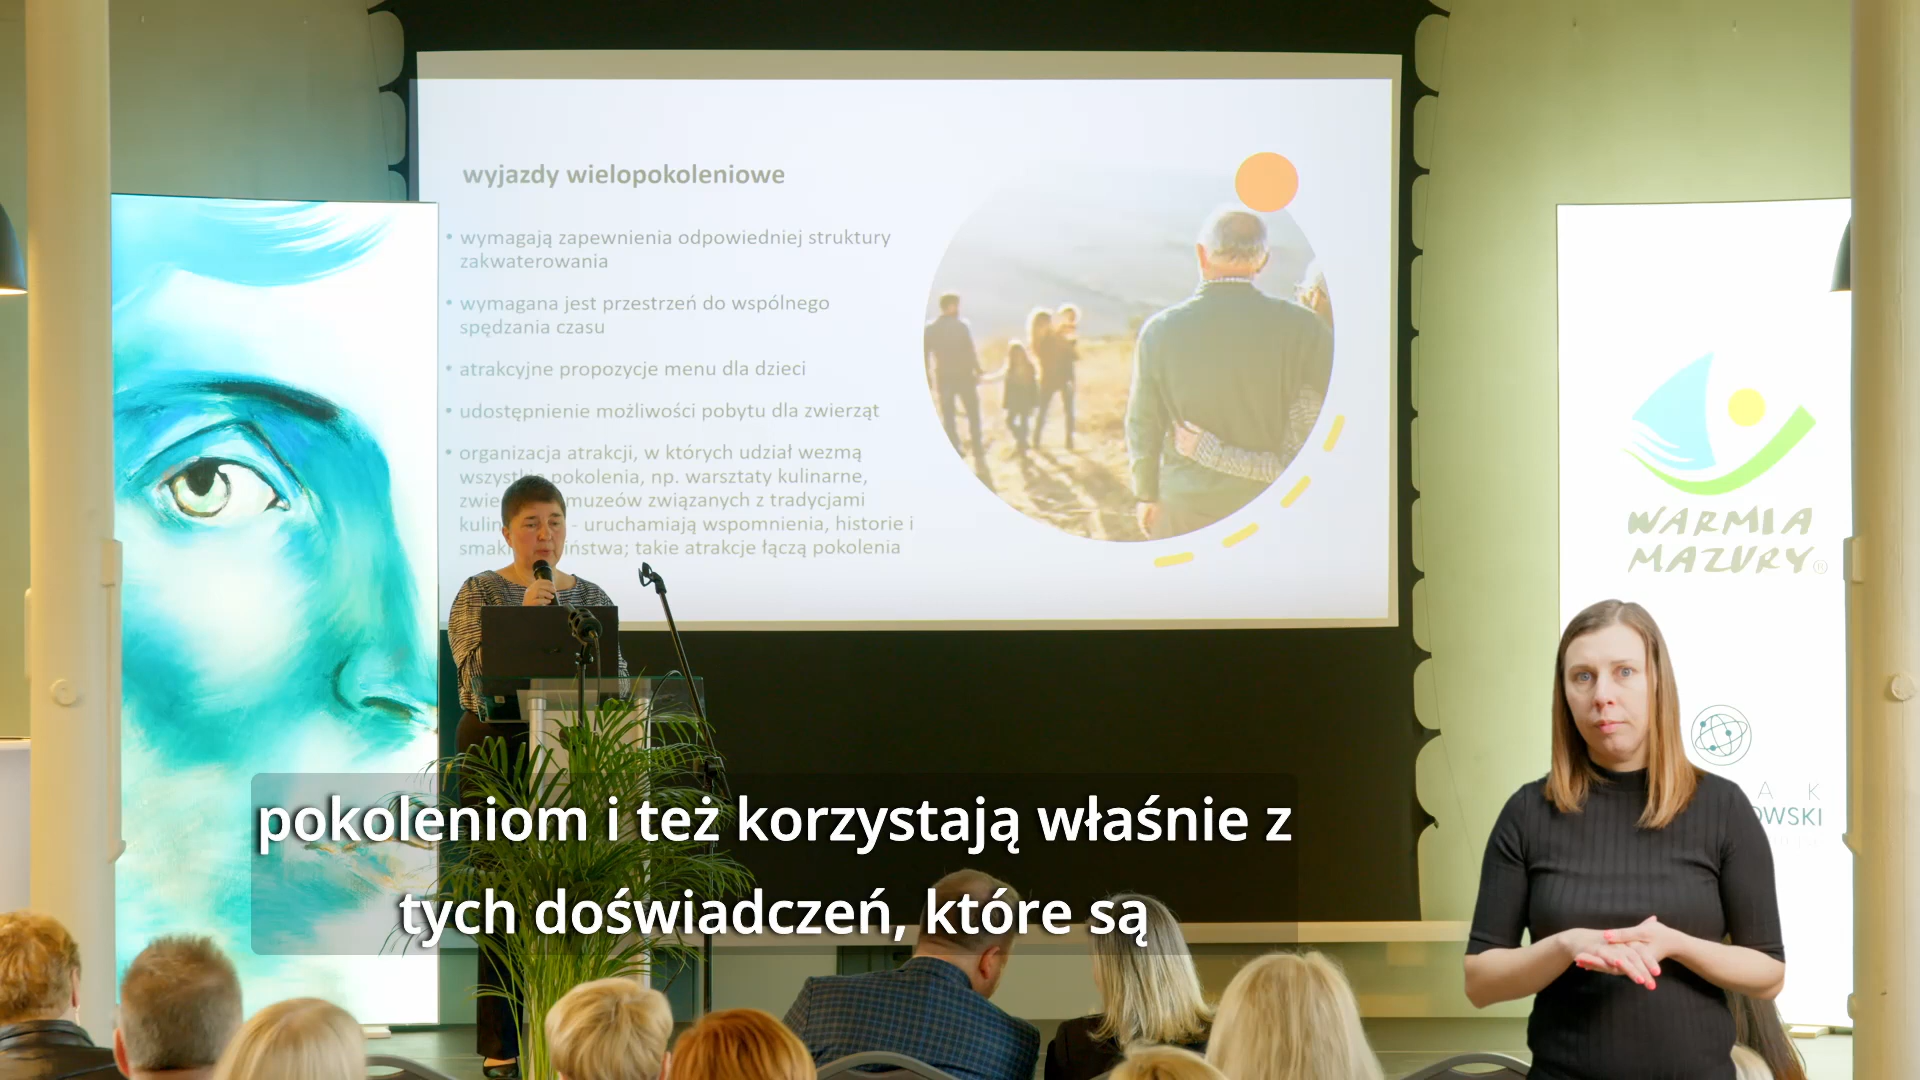 wyjazdy wielopokoleniowe
• wymagają zapewnienia odpowiedniej struktury
zakwaterowania
• wymagana jest przestrzeń do wspólnego
spędzania czasu
• atrakcyjne propozycje menu dla dzieci
• udostępnienie możliwości pobytu dla zwierząt
• organizacja atrakcji, w których udział wezmą
pokolenia, np. warsztaty kulinarne,
muzeów związanych z tradycjami
- uruchamiają wspomnienia, historie i
takie atrakcje łączą pokolenia
WARMIA
MAZURY®
pokoleniom i też korzystają właśnie z
tych doświadczeń, które są